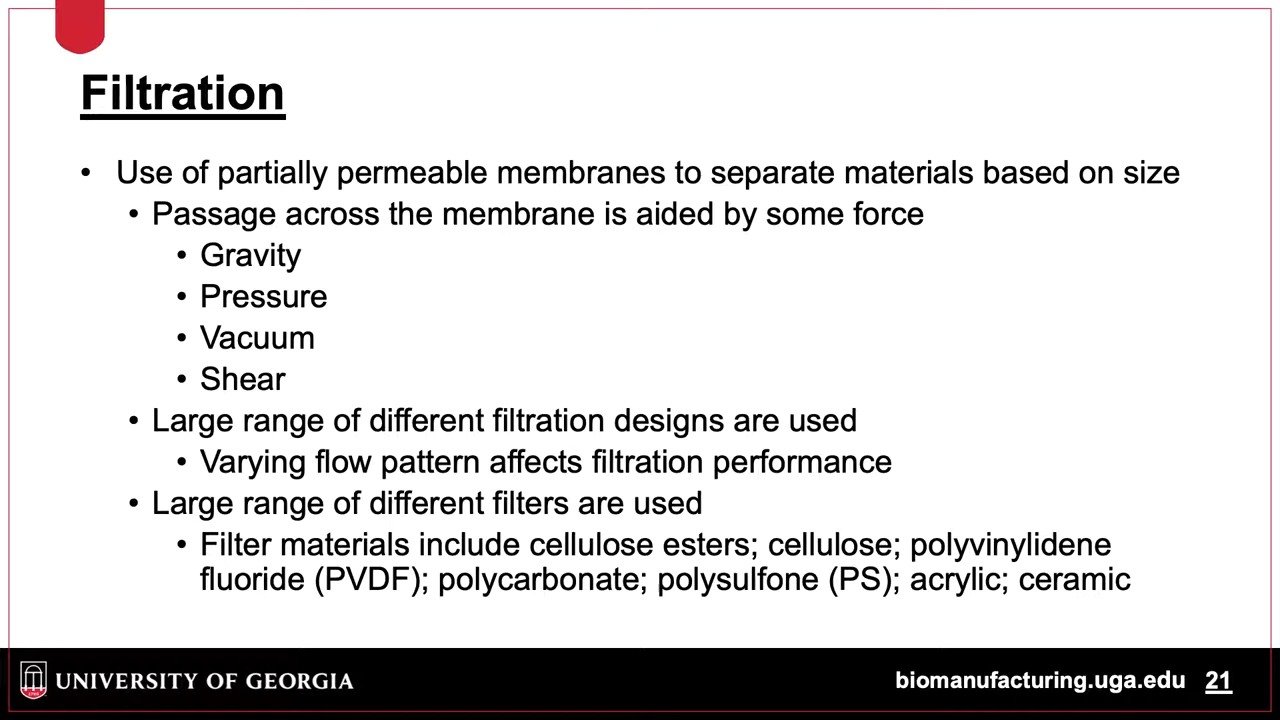 Filtration
• Use of partially permeable membranes to separate materials based on size
• Passage across the membrane is aided by some force
• Gravity
• Pressure
• Vacuum
• Shear
• Large range of different filtration designs are used
• Varying flow pattern affects filtration performance
• Large range of different filters are used
• Filter materials include cellulose esters; cellulose; polyvinylidene
fluoride (PVDF); polycarbonate; polysulfone (PS); acrylic; ceramic
UNIVERSITY OF GEORGIA
biomanufacturing.uga.edu 21